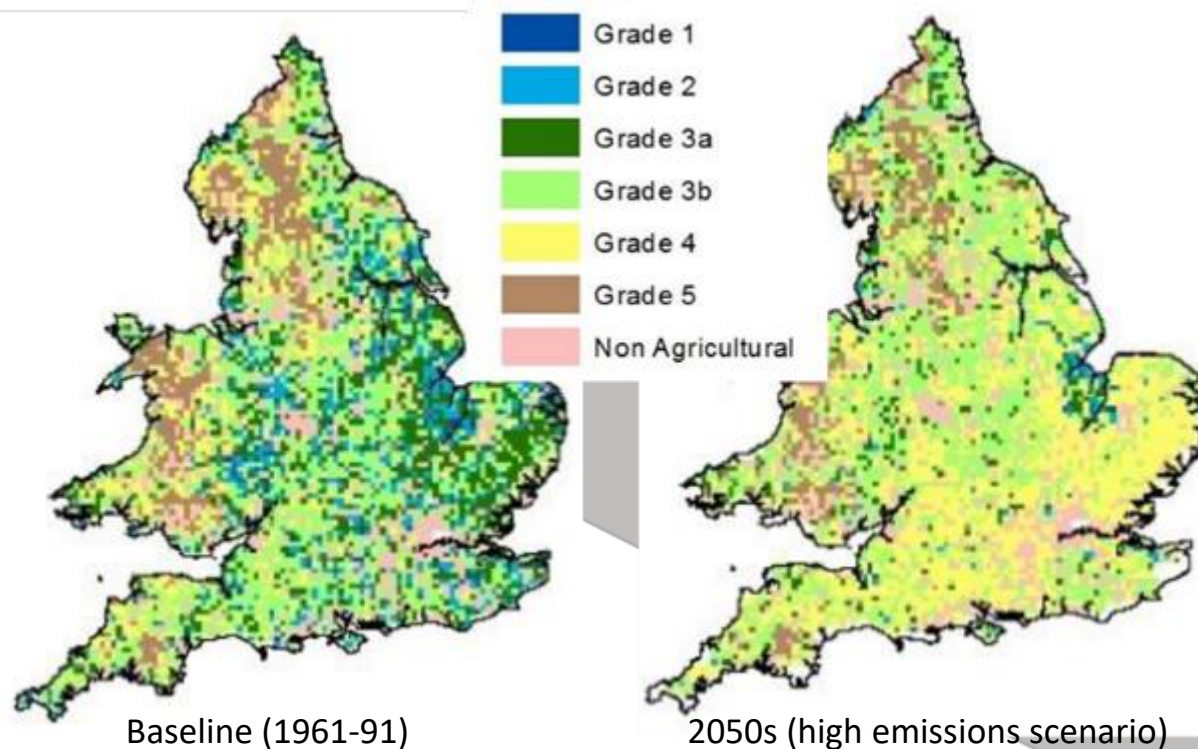 Grade 1
Grade 2
Grade 3a
Grade 3b
Grade 4
Grade 5
Non Agricultural
Baseline (1961-91)
2050s (high emissions scenario)